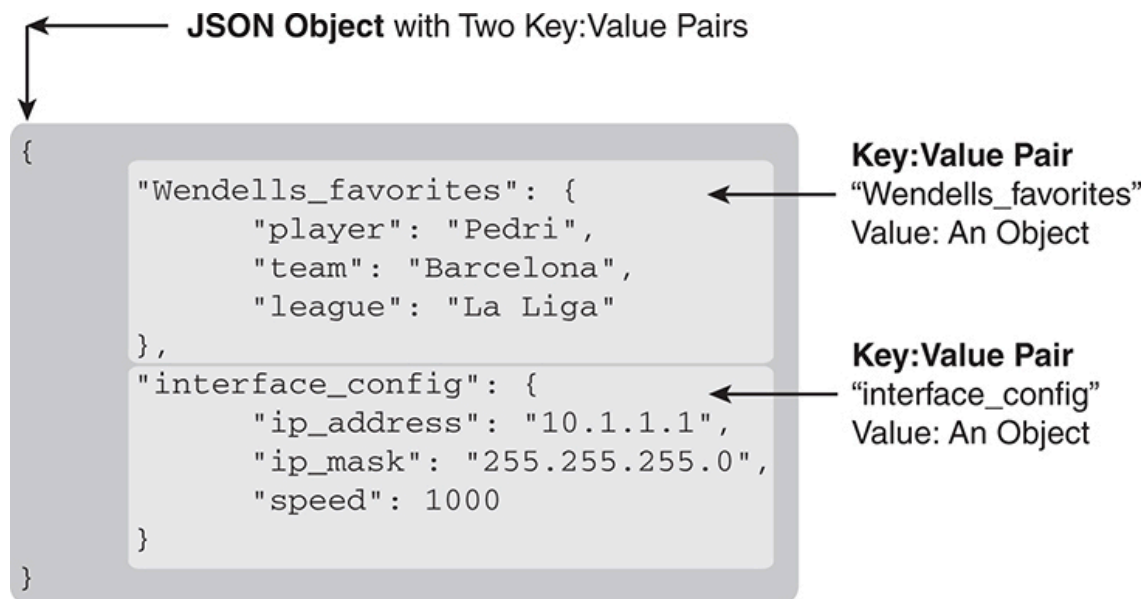 JSON Object with Two Key:Value Pairs
{
"Wendells_favorites": {
"player": "Pedri",
"team": "Barcelona",
"league": "La Liga"
},
"interface_config": {
"ip_address": "10.1.1.1",
"ip_mask": "255.255.255.0",
"speed": 1000
}
}
Key:Value Pair
“Wendells_favorites”
Value: An Object
Key:Value Pair
“interface_config”
Value: An Object